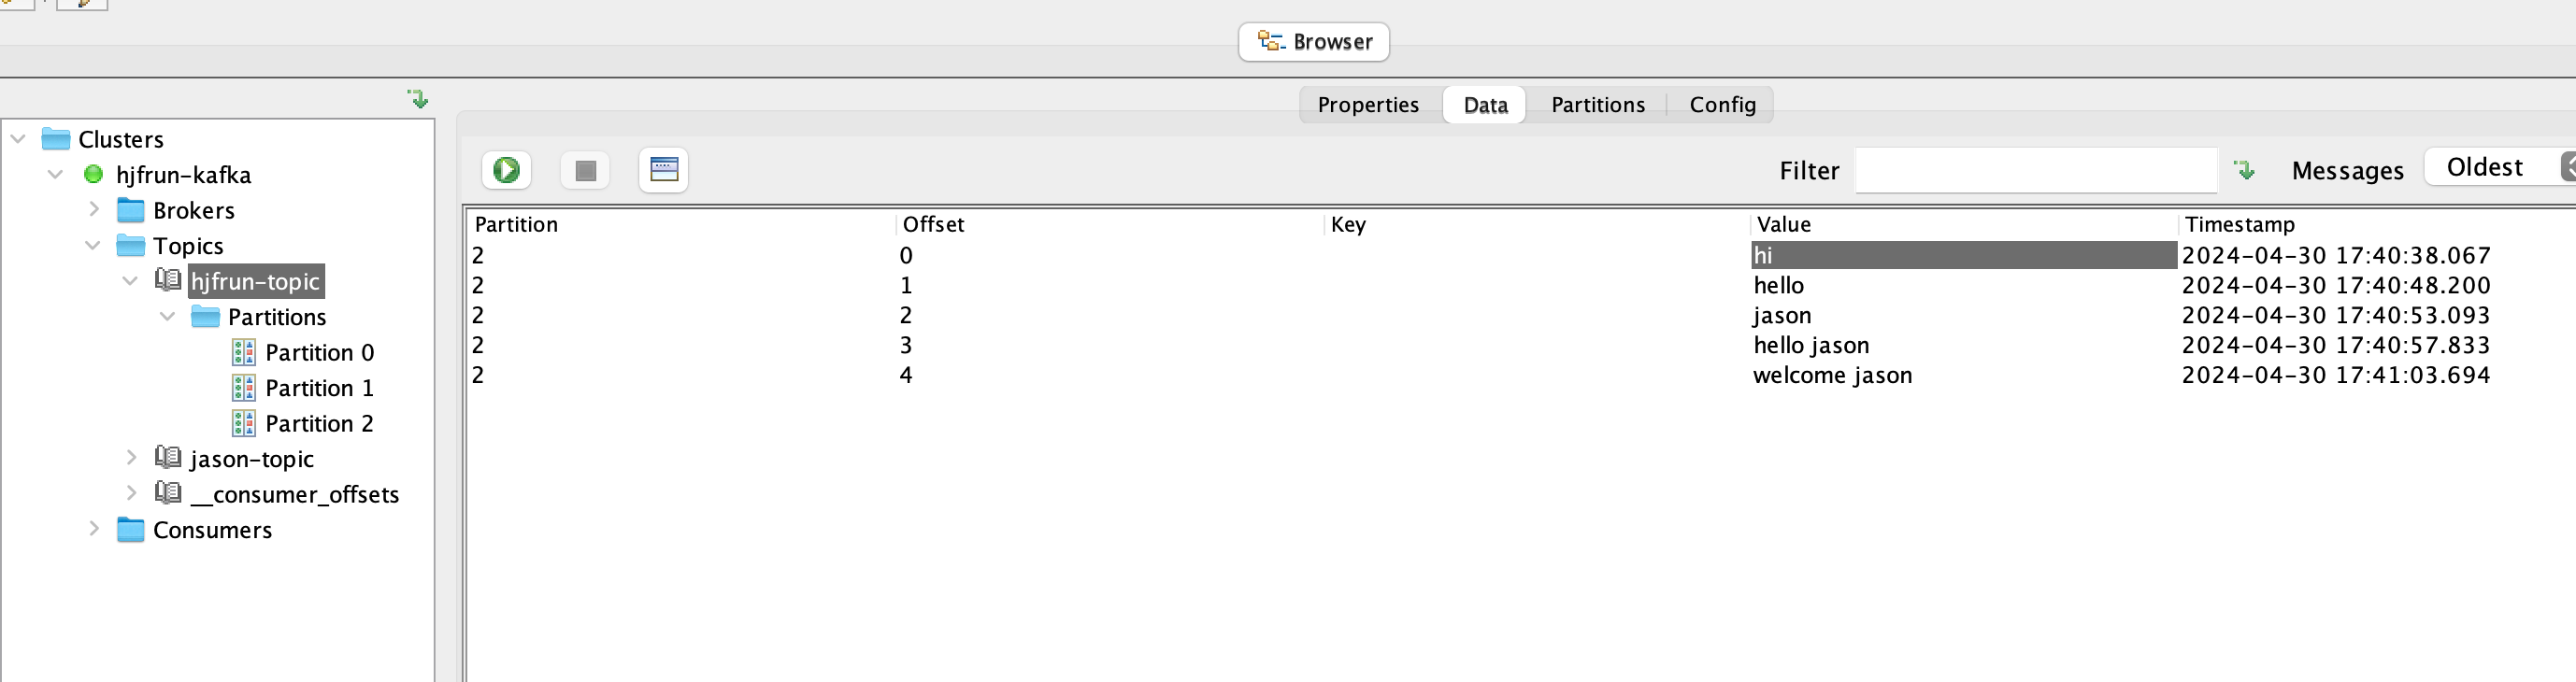 Browser
Properties Data Partitions Config
Filter Messages Oldest
Clusters
hjfrun-kafka
Brokers
Topics
hjfrun-topic
Partitions
Partition 0
Partition 1
Partition 2
jason-topic
__consumer_offsets
Consumers
Partition Offset Key Value Timestamp
2 0 hi 2024-04-30 17:40:38.067
2 1 hello 2024-04-30 17:40:48.200
2 2 jason 2024-04-30 17:40:53.093
2 3 hello jason 2024-04-30 17:40:57.833
2 4 welcome jason 2024-04-30 17:41:03.694